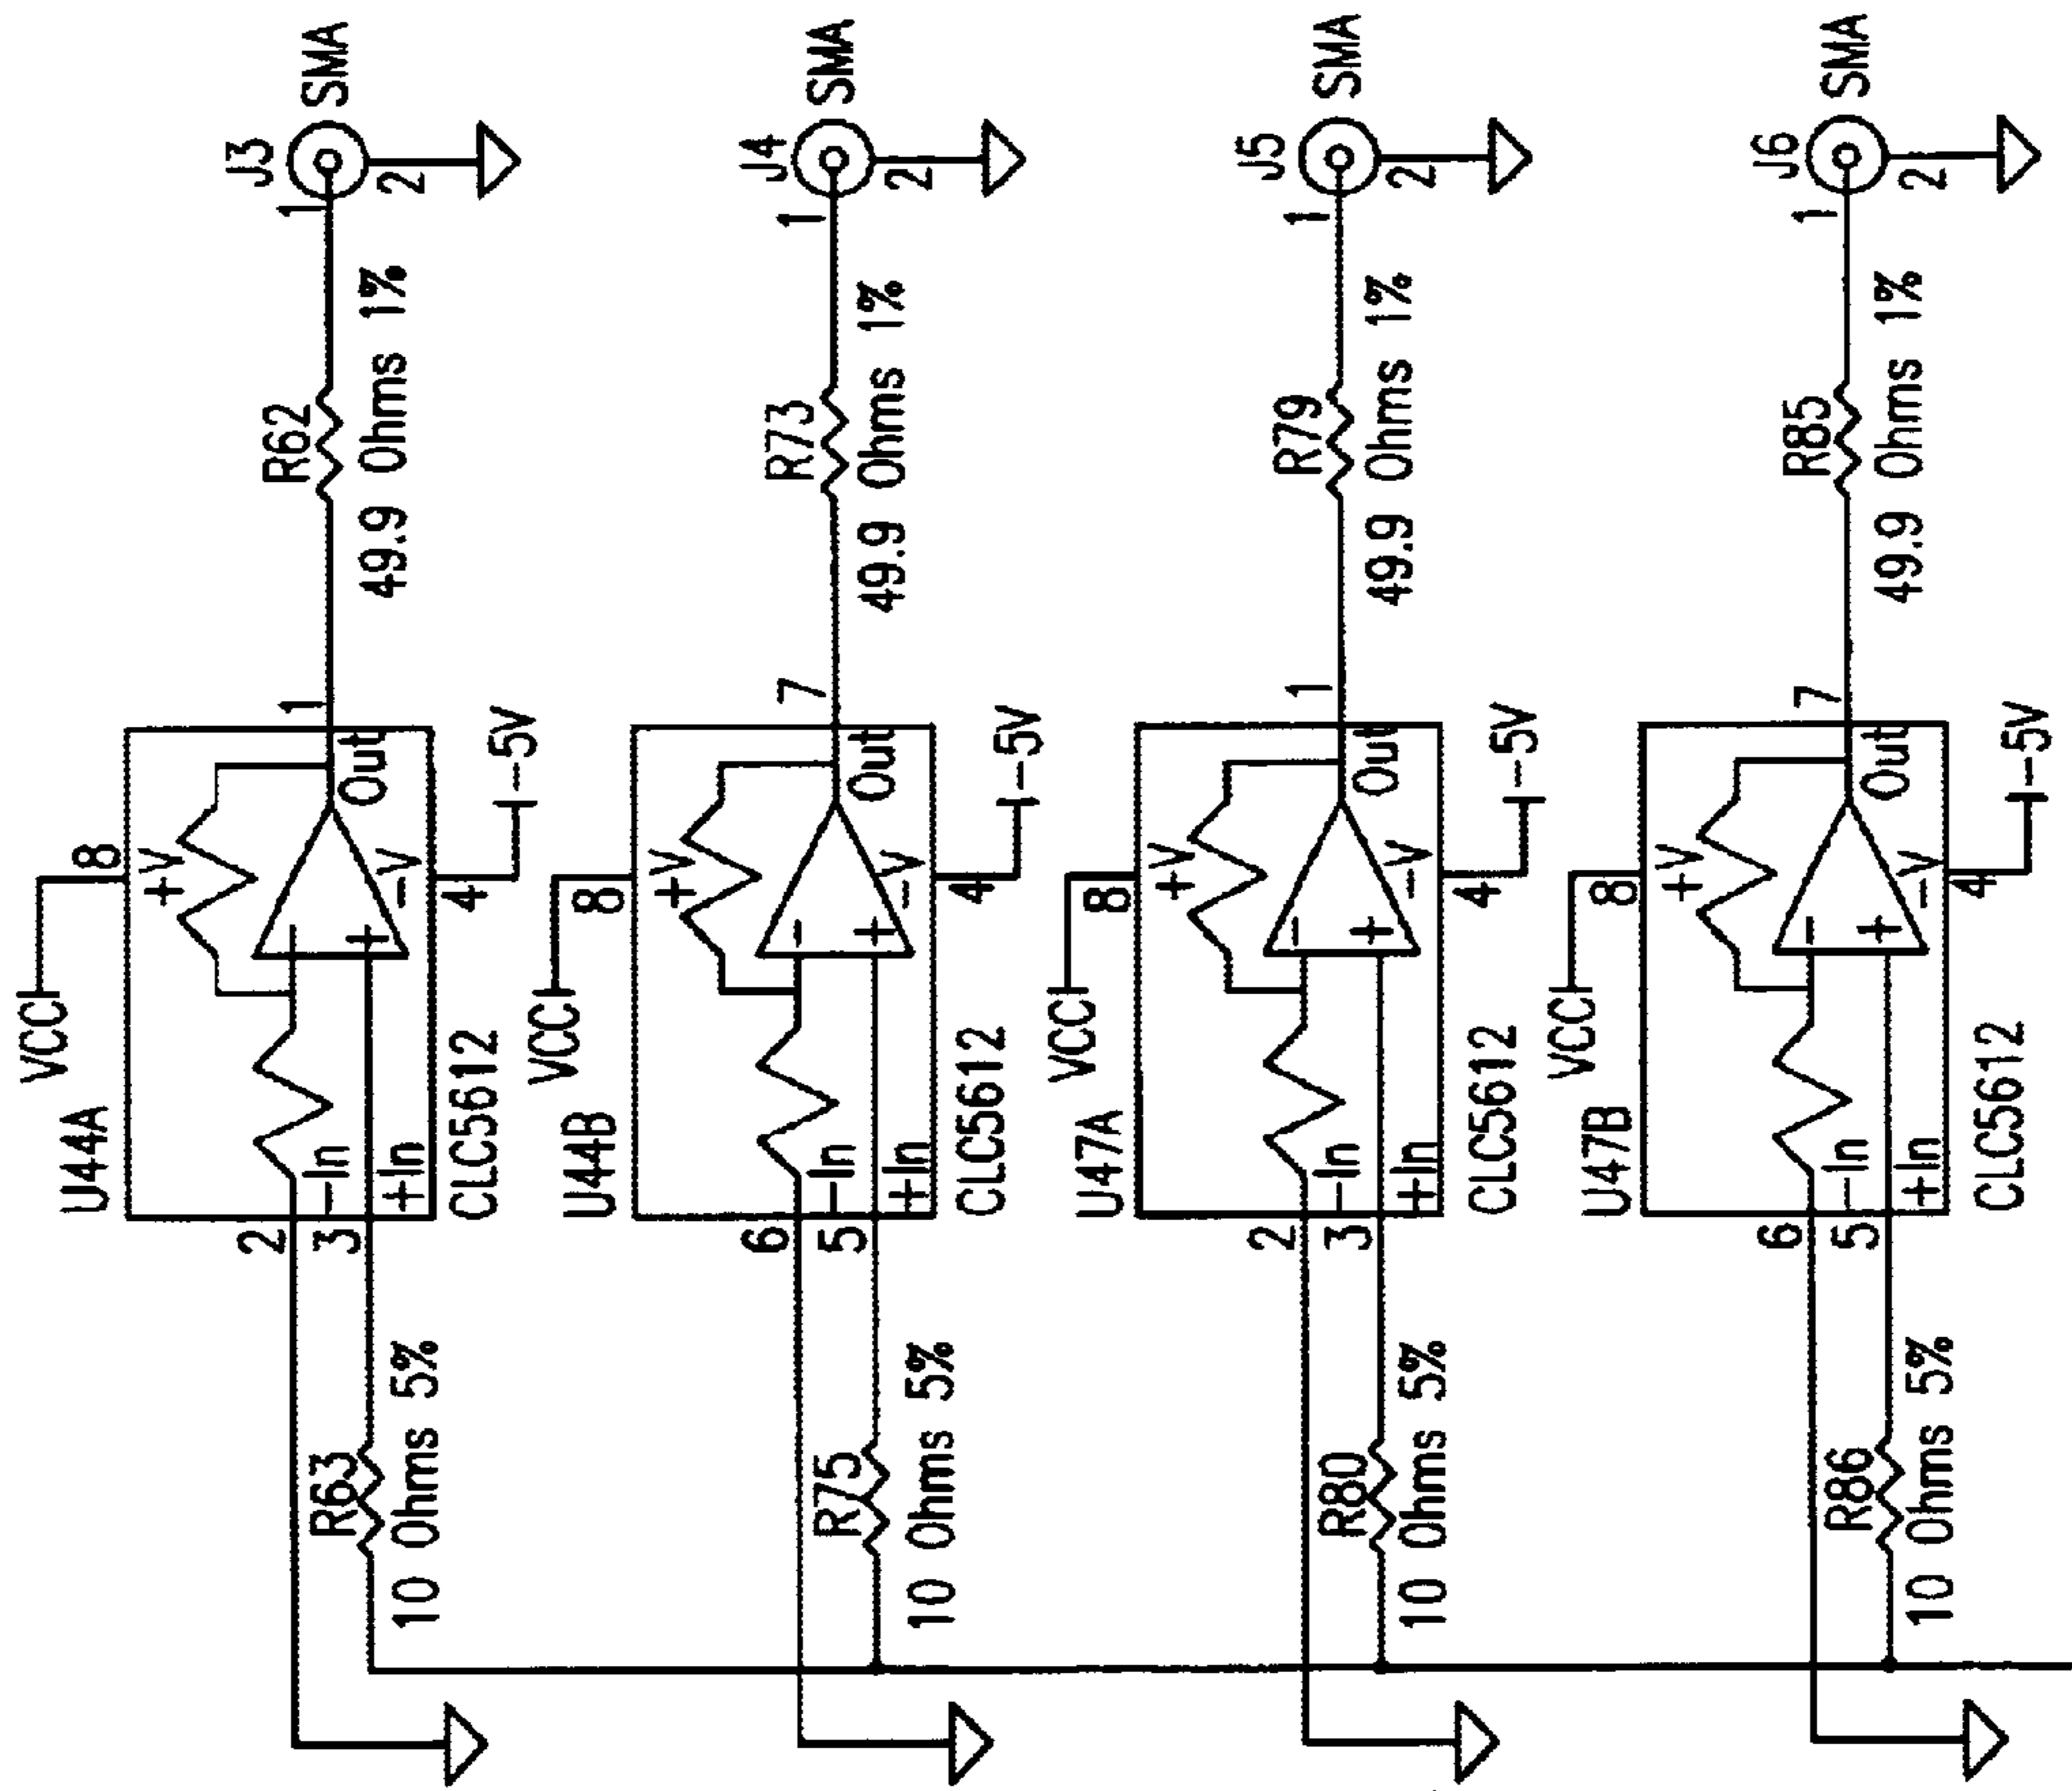 VCC
U44A
8
+V
-V
4
-5V
2
-In
3
+In
Out
1
CLC5612
R63
10 Ohms 5%
R62
49.9 Ohms 1%
J3
1
2
SMA
VCC
U44B
8
+V
-V
4
-5V
6
-In
5
+In
Out
7
CLC5612
R75
10 Ohms 5%
R73
49.9 Ohms 1%
J4
1
2
SMA
VCC
U47A
8
+V
-V
4
-5V
2
-In
3
+In
Out
1
CLC5612
R80
10 Ohms 5%
R79
49.9 Ohms 1%
J5
1
2
SMA
VCC
U47B
8
+V
-V
4
-5V
6
-In
5
+In
Out
7
CLC5612
R86
10 Ohms 5%
R85
49.9 Ohms 1%
J6
1
2
SMA